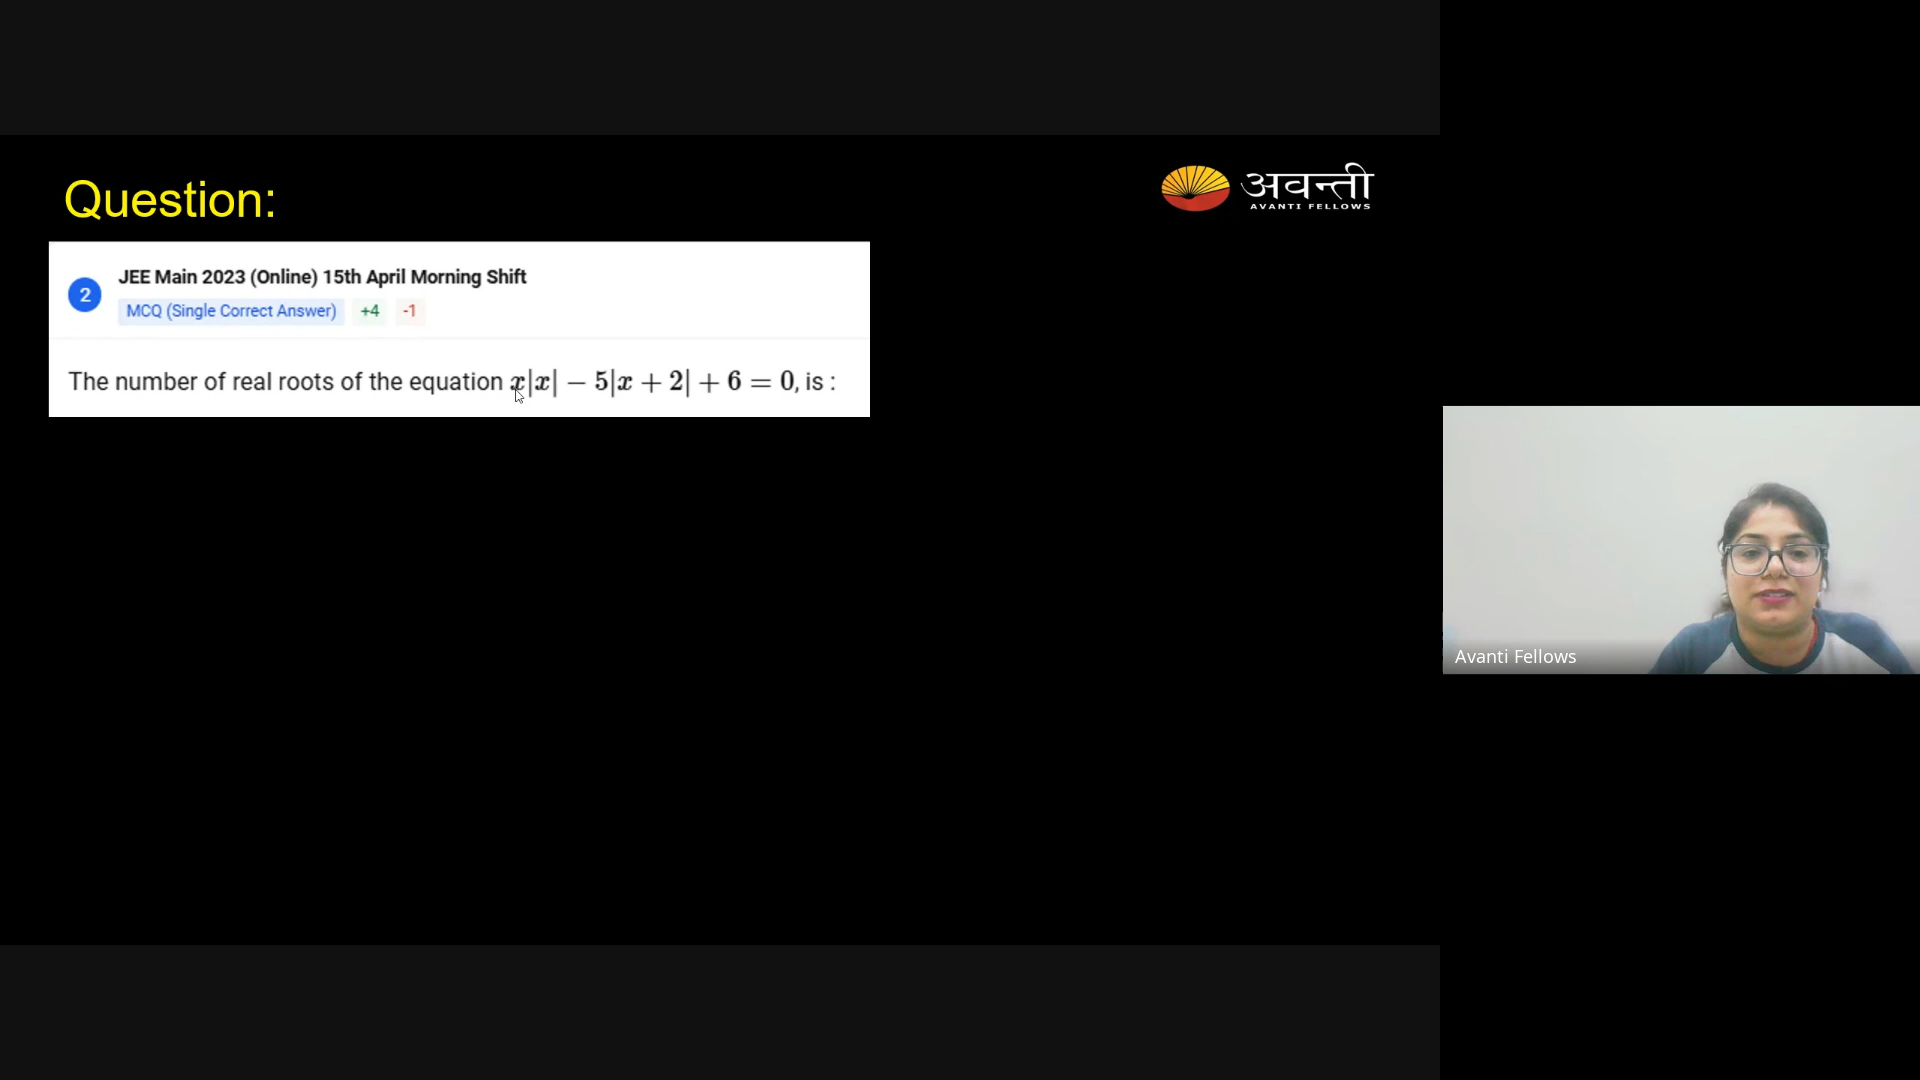 Question:
अवन्ती
AVANTI FELLOWS
2
JEE Main 2023 (Online) 15th April Morning Shift
MCQ (Single Correct Answer) +4 -1
The number of real roots of the equation x|x| − 5|x + 2| + 6 = 0, is :
Avanti Fellows